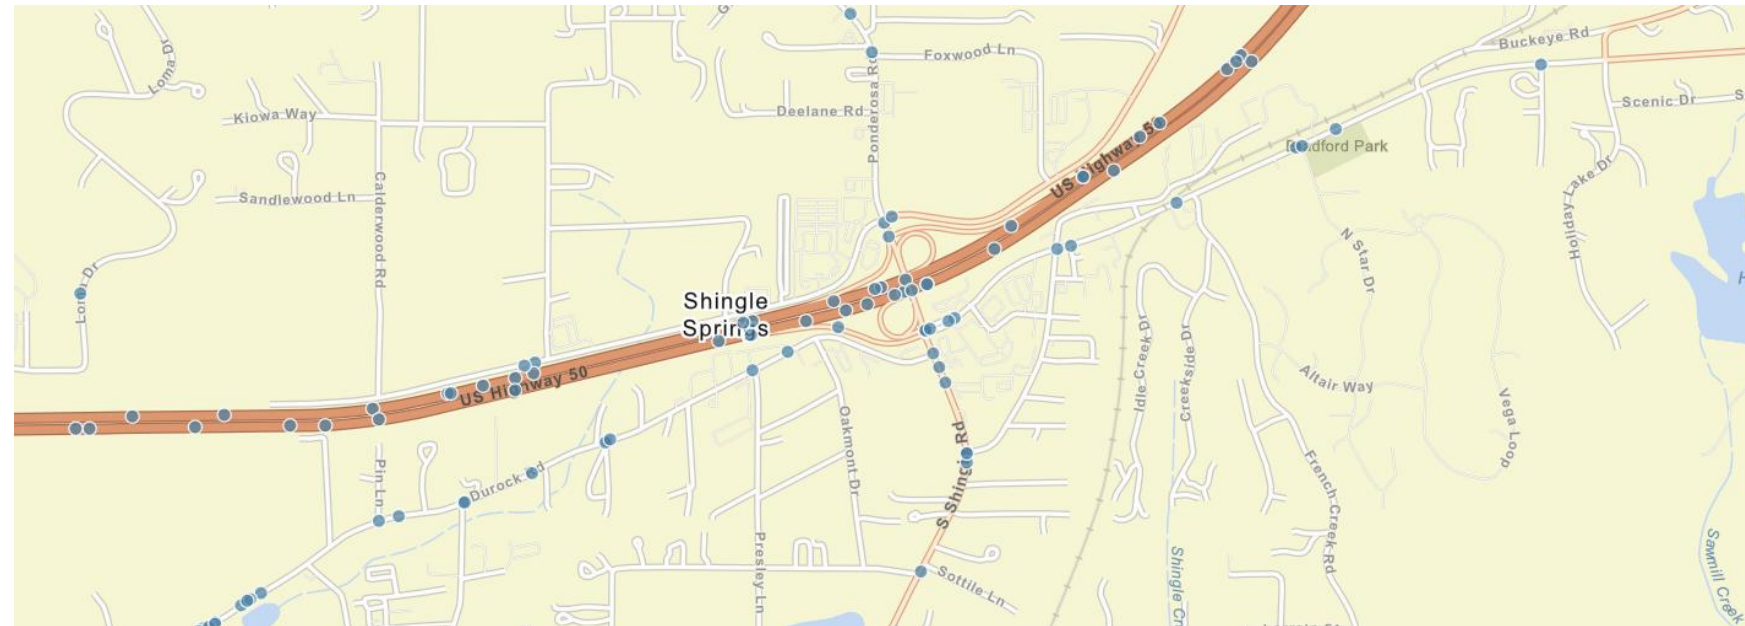 Loma Dr
Foxwood Ln
Buckeye Rd
Kiowa Way
Deelane Rd
Ponderosa Rd
Scenic Dr
US Highway 5
Calderwood Rd
Sandlewood Ln
Holiday Lake Dr
N Star Dr
Loma Dr
Shingle
Springs
US Highway 50
Idle Creek Dr
Creekside Dr
Altair Way
Vega Loop
Oakmont Dr
Pin Ln
Durock Rd
S Shingle Rd
French Creek Rd
Presley Ln
Sottile Ln
Shingle Cr
Sawmill Creek